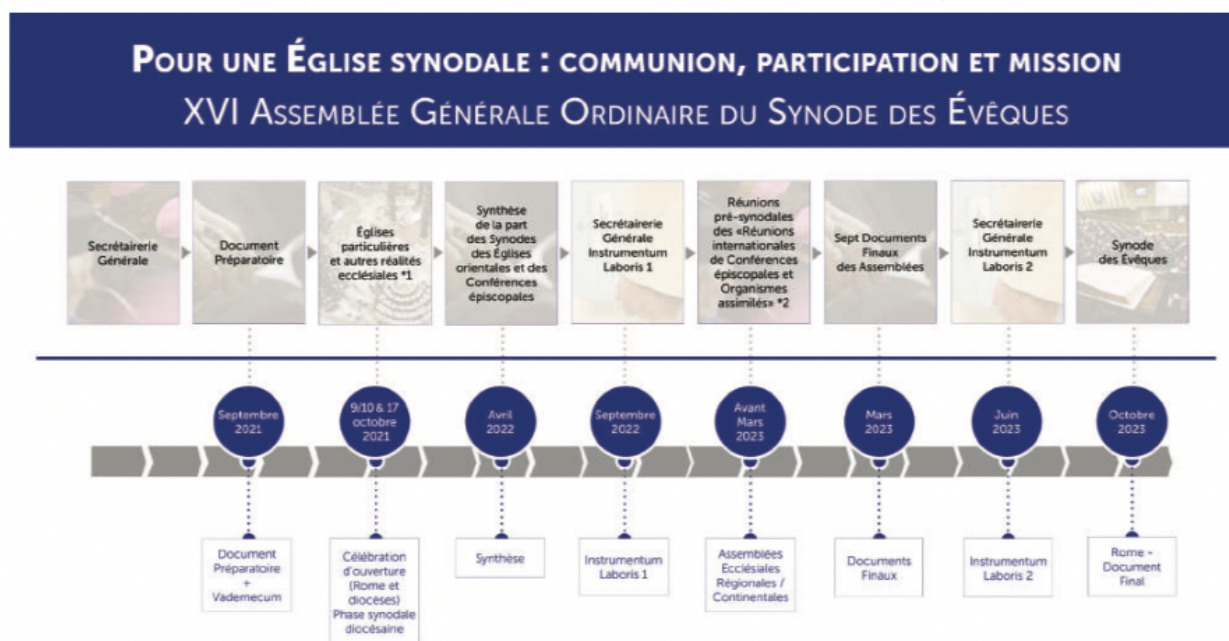 POUR UNE ÉGLISE SYNODALE : COMMUNION, PARTICIPATION ET MISSION
XVI ASSEMBLÉE GÉNÉRALE ORDINAIRE DU SYNODE DES ÉVÊQUES
Secrétairerie
Générale
Document
Préparatoire
Églises
particulières
et autres réalités
ecclésiales *1
Synthèse
de la part
des Synodes
des Églises
orientales et des
Conférences
épiscopales
Secrétairerie
Générale
Instrumentum
Laboris 1
Réunions
pré-synodales
des «Réunions
internationales
de Conférences
épiscopales et
Organismes
assimilés» *2
Sept Documents
Finaux
des Assemblées
Secrétairerie
Générale
Instrumentum
Laboris 2
Synode
des Évêques
Septembre
2021
9/10 & 17
octobre
2021
Avril
2022
Septembre
2022
Avant
Mars
2023
Mars
2023
Juin
2023
Octobre
2023
Document
Préparatoire
+
Vademecum
Célébration
d'ouverture
(Rome et
diocèses)
Phase synodale
diocésaine
Synthèse
Instrumentum
Laboris 1
Assemblées
Ecclésiales
Régionales /
Continentales
Documents
Finaux
Instrumentum
Laboris 2
Rome -
Document
Final